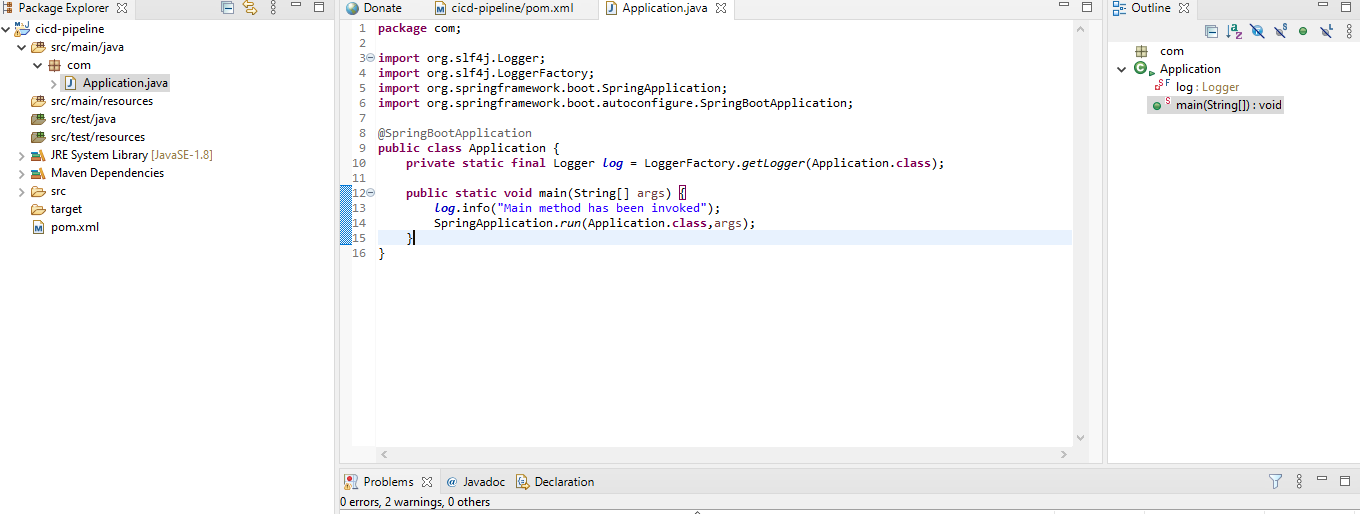 Package Explorer
cicd-pipeline
src/main/java
com
Application.java
src/main/resources
src/test/java
src/test/resources
JRE System Library [JavaSE-1.8]
Maven Dependencies
src
target
pom.xml
Donate
cicd-pipeline/pom.xml
Application.java
1 package com;
2
3 import org.slf4j.Logger;
4 import org.slf4j.LoggerFactory;
5 import org.springframework.boot.SpringApplication;
6 import org.springframework.boot.autoconfigure.SpringBootApplication;
7
8 @SpringBootApplication
9 public class Application {
10     private static final Logger log = LoggerFactory.getLogger(Application.class);
11
12     public static void main(String[] args) {
13         log.info("Main method has been invoked");
14         SpringApplication.run(Application.class,args);
15     }
16 }
Outline
com
Application
log : Logger
main(String[]) : void
Problems
@ Javadoc
Declaration
0 errors, 2 warnings, 0 others